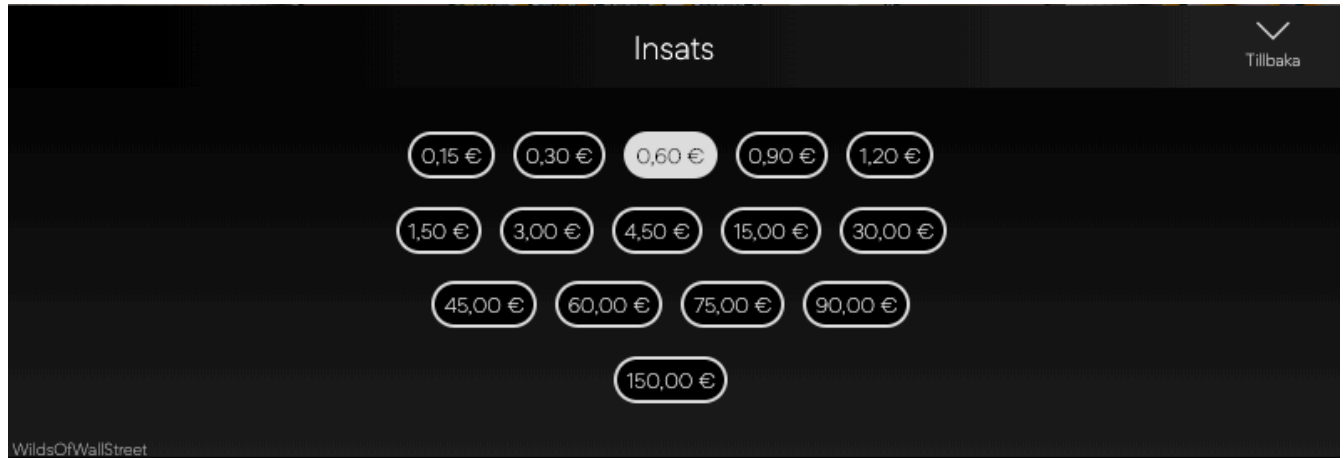 Insats
Tillbaka
0,15 € 0,30 € 0,60 € 0,90 € 1,20 €
1,50 € 3,00 € 4,50 € 15,00 € 30,00 €
45,00 € 60,00 € 75,00 € 90,00 €
150,00 €
WildsOfWallStreet